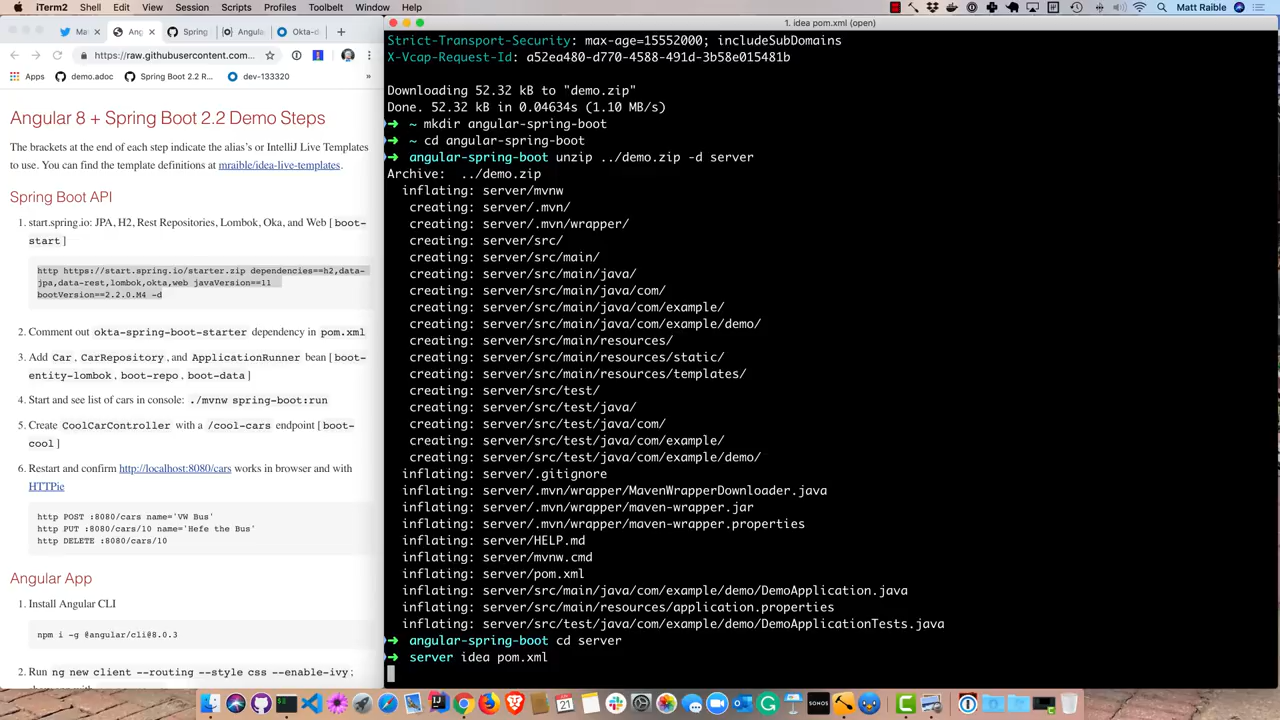 iTerm2 Shell Edit View Session Scripts Profiles Toolbelt Window Help
Matt Raible
Ma
Ang
Spring
Angular
Okta-d
1. idea pom.xml (open)
https://raw.githubusercontent.com...
Apps demo.adoc Spring Boot 2.2 R... dev-133320 »
Angular 8 + Spring Boot 2.2 Demo Steps
The brackets at the end of each step indicate the alias's or IntelliJ Live Templates
to use. You can find the template definitions at mraible/idea-live-templates.
Spring Boot API
1. start.spring.io: JPA, H2, Rest Repositories, Lombok, Oka, and Web [ boot-
start ]
http https://start.spring.io/starter.zip dependencies==h2,data-
jpa,data-rest,lombok,okta,web javaVersion==11
bootVersion==2.2.0.M4 -d
2. Comment out okta-spring-boot-starter dependency in pom.xml
3. Add Car , CarRepository , and ApplicationRunner bean [ boot-
entity-lombok , boot-repo , boot-data ]
4. Start and see list of cars in console: ./mvnw spring-boot:run
5. Create CoolCarController with a /cool-cars endpoint [ boot-
cool ]
6. Restart and confirm http://localhost:8080/cars works in browser and with
HTTPie
http POST :8080/cars name='VW Bus'
http PUT :8080/cars/10 name='Hefe the Bus'
http DELETE :8080/cars/10
Angular App
1. Install Angular CLI
npm i -g @angular/cli@8.0.3
2. Run ng new client --routing --style css --enable-ivy ;
Strict-Transport-Security: max-age=15552000; includeSubDomains
X-Vcap-Request-Id: a52ea480-d770-4588-491d-3b58e015481b
Downloading 52.32 kB to "demo.zip"
Done. 52.32 kB in 0.04634s (1.10 MB/s)
➜ ~ mkdir angular-spring-boot
➜ ~ cd angular-spring-boot
➜ angular-spring-boot unzip ../demo.zip -d server
Archive: ../demo.zip
inflating: server/mvnw
creating: server/.mvn/
creating: server/.mvn/wrapper/
creating: server/src/
creating: server/src/main/
creating: server/src/main/java/
creating: server/src/main/java/com/
creating: server/src/main/java/com/example/
creating: server/src/main/java/com/example/demo/
creating: server/src/main/resources/
creating: server/src/main/resources/static/
creating: server/src/main/resources/templates/
creating: server/src/test/
creating: server/src/test/java/
creating: server/src/test/java/com/
creating: server/src/test/java/com/example/
creating: server/src/test/java/com/example/demo/
inflating: server/.gitignore
inflating: server/.mvn/wrapper/MavenWrapperDownloader.java
inflating: server/.mvn/wrapper/maven-wrapper.jar
inflating: server/.mvn/wrapper/maven-wrapper.properties
inflating: server/HELP.md
inflating: server/mvnw.cmd
inflating: server/pom.xml
inflating: server/src/main/java/com/example/demo/DemoApplication.java
inflating: server/src/main/resources/application.properties
inflating: server/src/test/java/com/example/demo/DemoApplicationTests.java
➜ angular-spring-boot cd server
➜ server idea pom.xml
SONOS